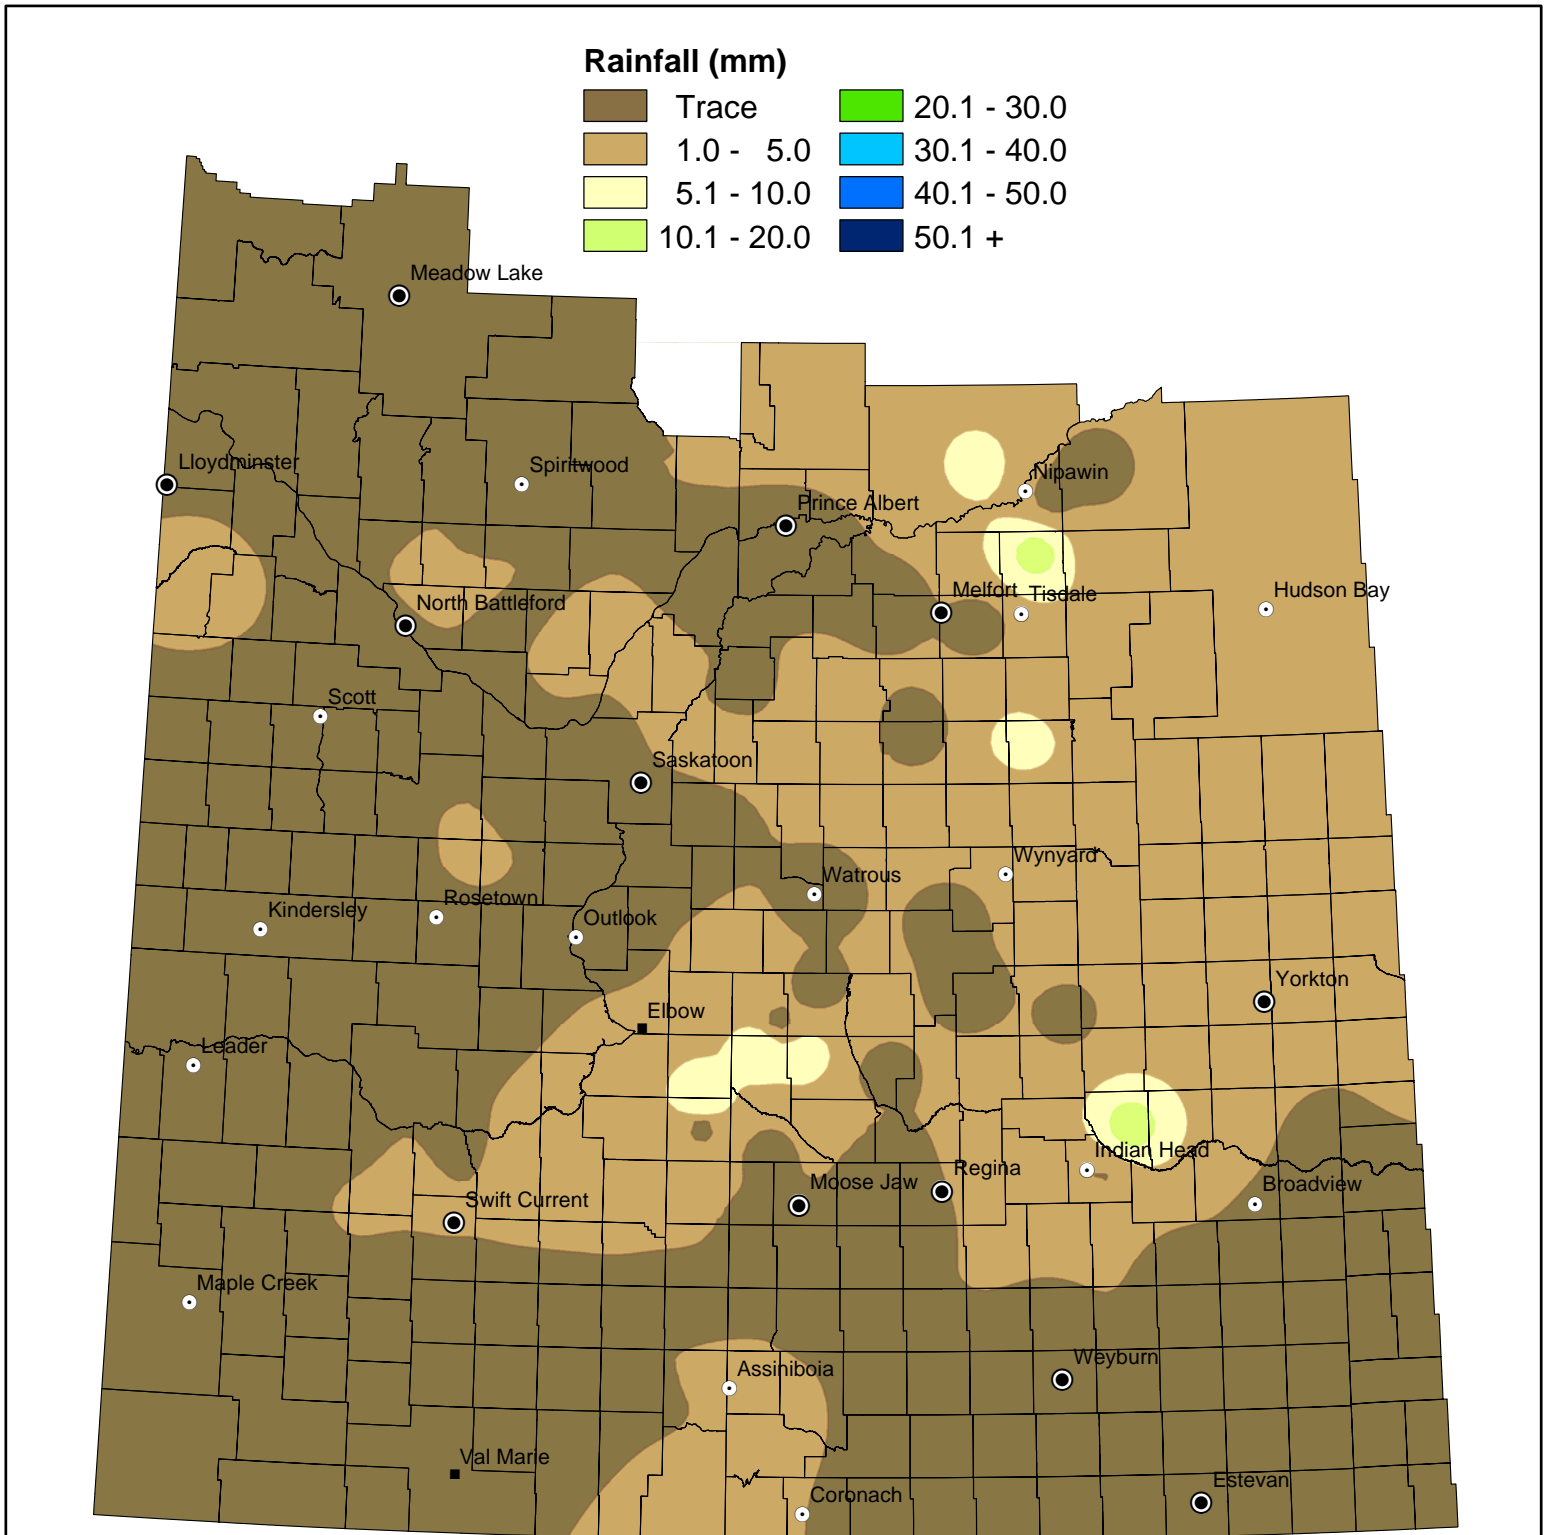 Rainfall (mm)
Trace
1.0 - 5.0
5.1 - 10.0
10.1 - 20.0
20.1 - 30.0
30.1 - 40.0
40.1 - 50.0
50.1 +
Meadow Lake
Lloydminster
Spiritwood
Nipawin
Prince Albert
North Battleford
Melfort
Tisdale
Hudson Bay
Scott
Saskatoon
Wynyard
Watrous
Rosetown
Kindersley
Outlook
Yorkton
Elbow
Leader
Indian Head
Regina
Moose Jaw
Broadview
Swift Current
Maple Creek
Weyburn
Assiniboia
Val Marie
Estevan
Coronach